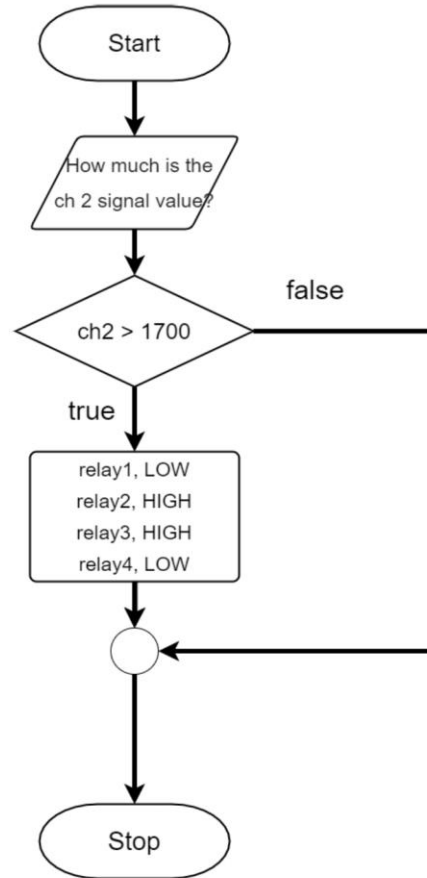 Start
How much is the
ch 2 signal value?
false
ch2 > 1700
true
relay1, LOW
relay2, HIGH
relay3, HIGH
relay4, LOW
Stop